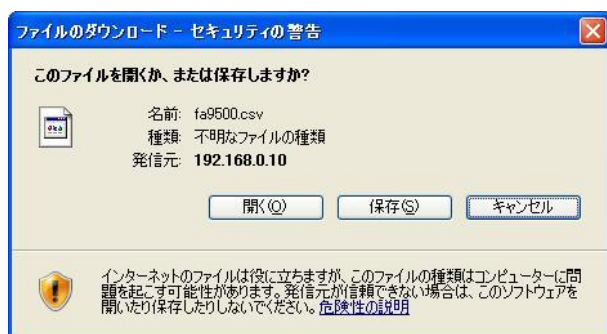 ファイルのダウンロード － セキュリティの警告
このファイルを開くか、または保存しますか?
名前: fa9500.csv
種類: 不明なファイルの種類
発信元: 192.168.0.10
開く(O)
保存(S)
キャンセル
インターネットのファイルは役に立ちますが、このファイルの種類はコンピューターに問
題を起こす可能性があります。発信元が信頼できない場合は、このソフトウェアを
開いたり保存したりしないでください。危険性の説明